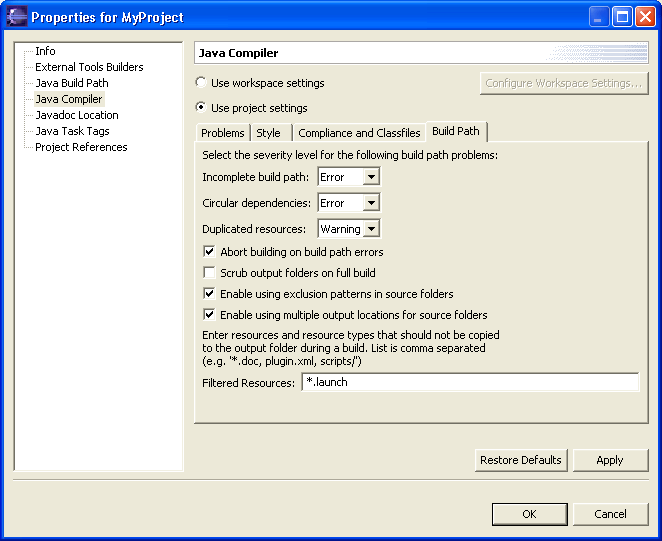 Properties for MyProject
Info
External Tools Builders
Java Build Path
Java Compiler
Javadoc Location
Java Task Tags
Project References
Java Compiler
Use workspace settings
Configure Workspace Settings...
Use project settings
Problems Style Compliance and Classfiles Build Path
Select the severity level for the following build path problems:
Incomplete build path: Error
Circular dependencies: Error
Duplicated resources: Warning
Abort building on build path errors
Scrub output folders on full build
Enable using exclusion patterns in source folders
Enable using multiple output locations for source folders
Enter resources and resource types that should not be copied
to the output folder during a build. List is comma separated
(e.g. '*.doc, plugin.xml, scripts/')
Filtered Resources: *.launch
Restore Defaults Apply
OK Cancel